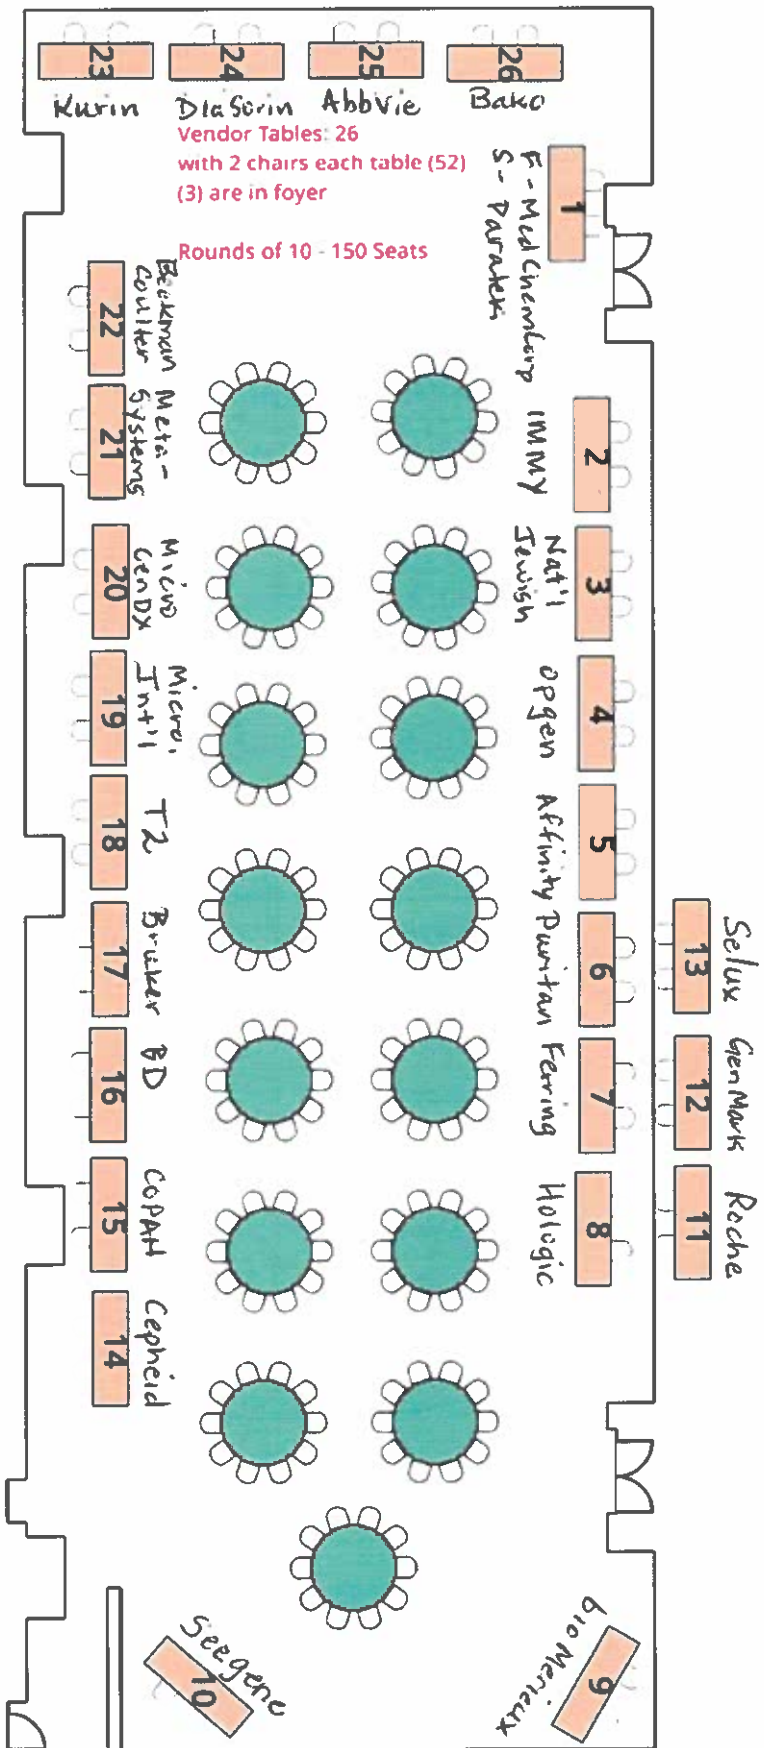 23
24
25
26
Kurin
DiaSorin
AbbVie
Bako
Vendor Tables: 26
with 2 chairs each table (52)
(3) are in foyer
Rounds of 10 - 150 Seats
1
F - MedChem Corp
S - Paratek
22
Beckman
Coulter
21
Meta-
Systems
2
IMMY
20
Micro
GenDX
3
Nat'l
Jewish
19
Micro.
Int'l
4
Opgen
18
T2
5
Affinity
17
Bruker
6
Puritan
13
Selux
16
BD
7
Ferring
12
GenMark
15
COPAN
8
Hologic
11
Roche
14
Cepheid
10
Seegene
9
bioMerieux